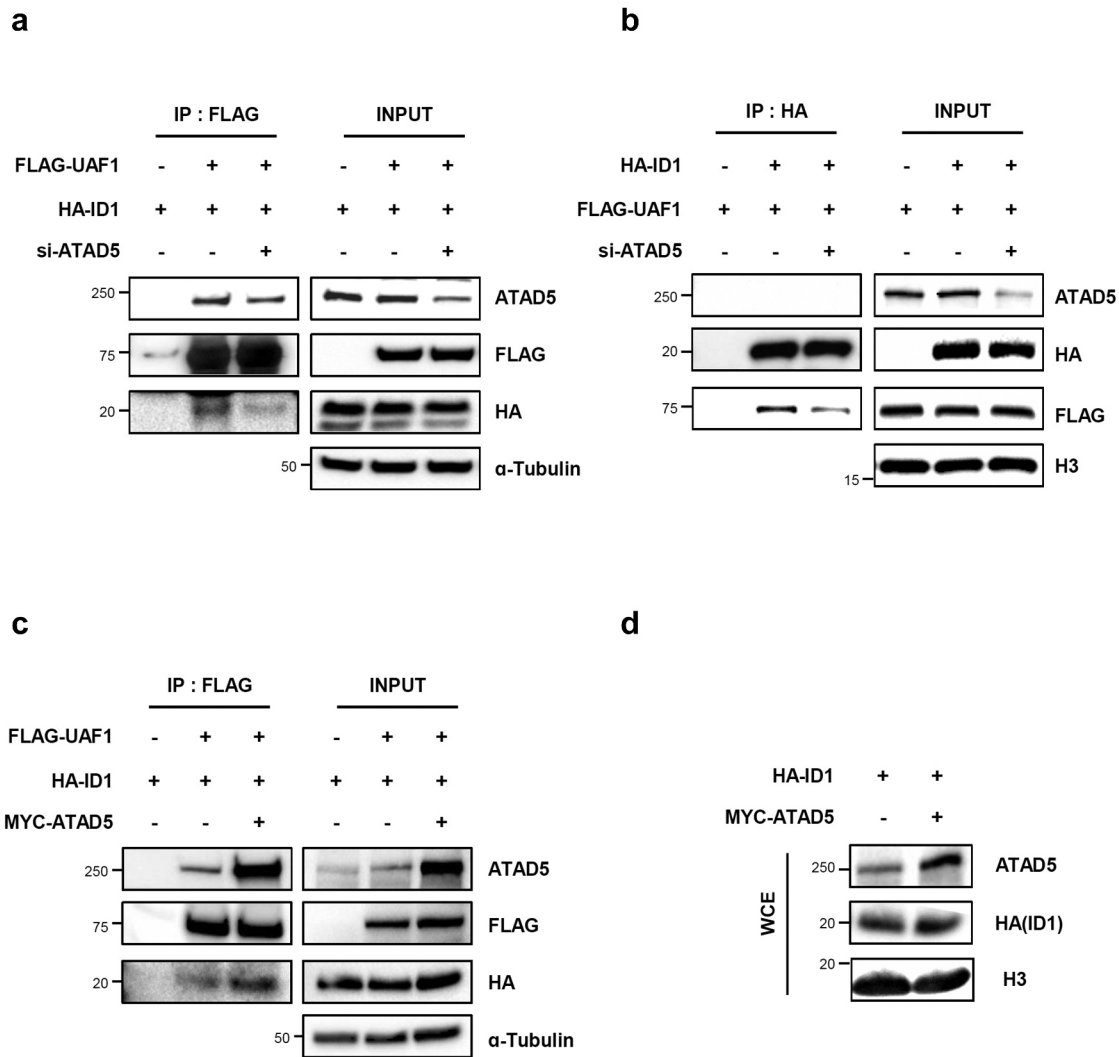 a
IP : FLAG INPUT
FLAG-UAF1 - + + - + +
HA-ID1 + + + + + +
si-ATAD5 - - + - - +
250 ATAD5
75 FLAG
20 HA
50 α-Tubulin
b
IP : HA INPUT
HA-ID1 - + + - + +
FLAG-UAF1 + + + + + +
si-ATAD5 - - + - - +
250 ATAD5
20 HA
75 FLAG
15 H3
c
IP : FLAG INPUT
FLAG-UAF1 - + + - + +
HA-ID1 + + + + + +
MYC-ATAD5 - - + - - +
250 ATAD5
75 FLAG
20 HA
50 α-Tubulin
d
HA-ID1 + +
MYC-ATAD5 - +
WCE
250 ATAD5
20 HA(ID1)
20 H3